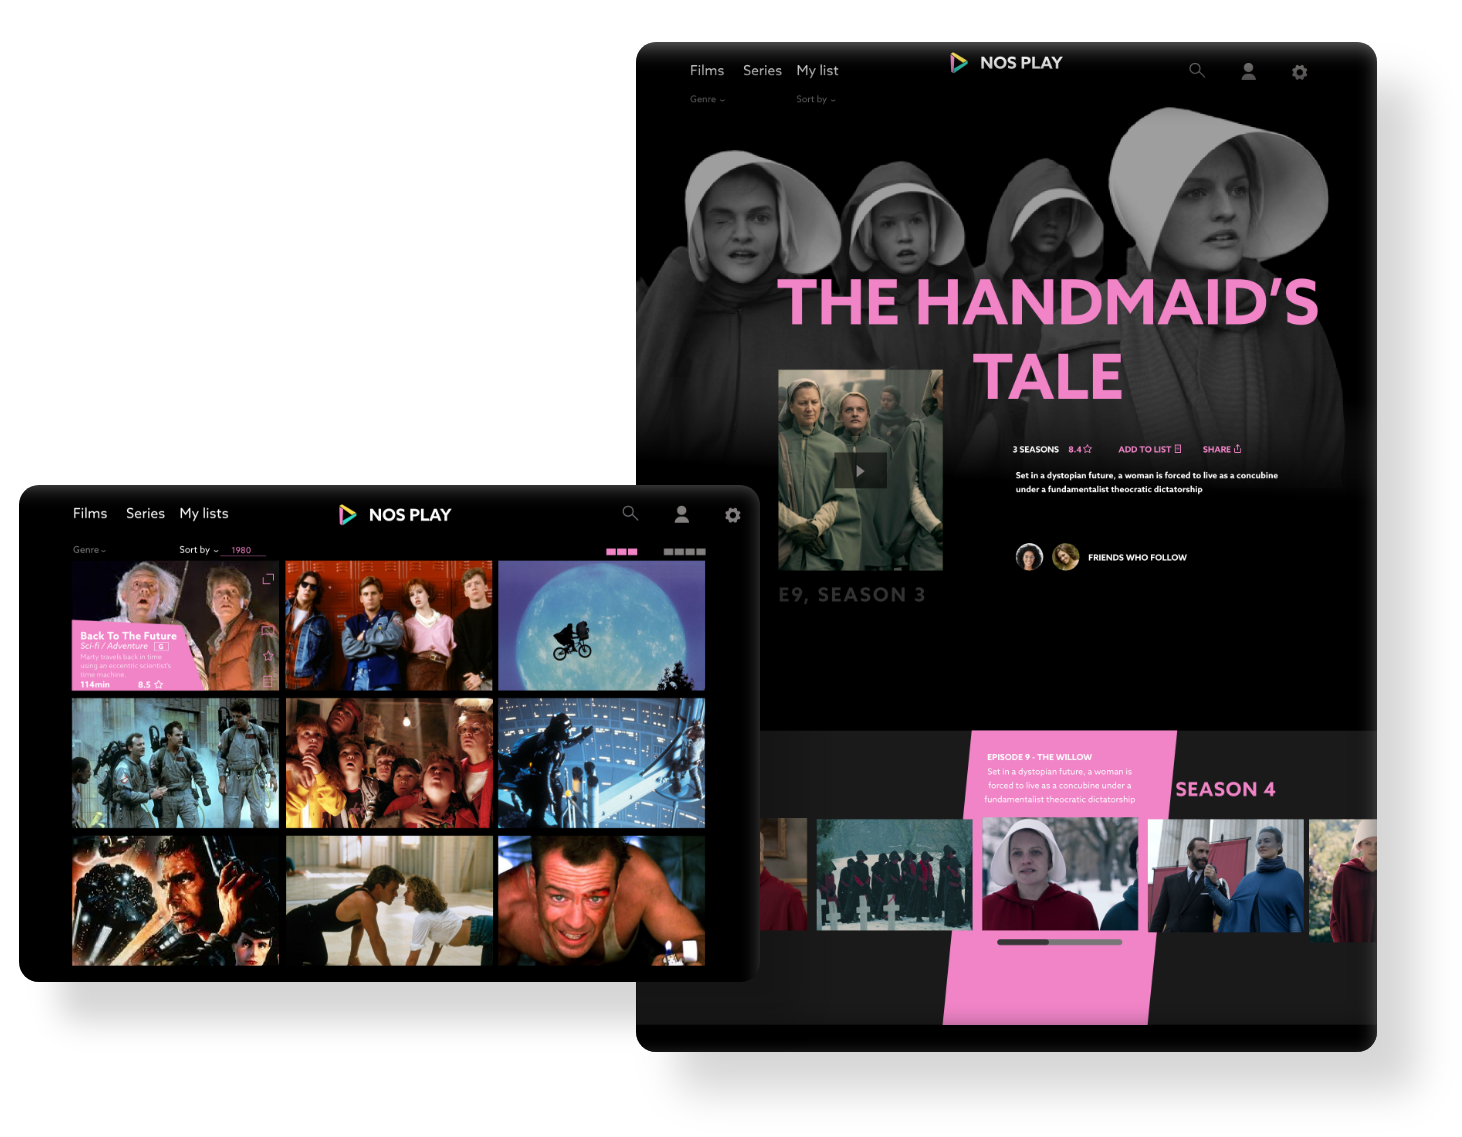 Films Series My list
NOS PLAY
Genre
Sort by
THE HANDMAID'S
TALE
3 SEASONS 8.4 ADD TO LIST SHARE
Set in a dystopian future, a woman is forced to live as a concubine
under a fundamentalist theocratic dictatorship
FRIENDS WHO FOLLOW
E9, SEASON 3
EPISODE 9 - THE WILLOW
Set in a dystopian future, a woman is
forced to live as a concubine under a
fundamentalist theocratic dictatorship
SEASON 4
Films Series My lists
NOS PLAY
Genre
Sort by 1980
Back To The Future
Sci-fi / Adventure G
Marty travels back in time
using an eccentric scientist's
time machine.
114min 8.5